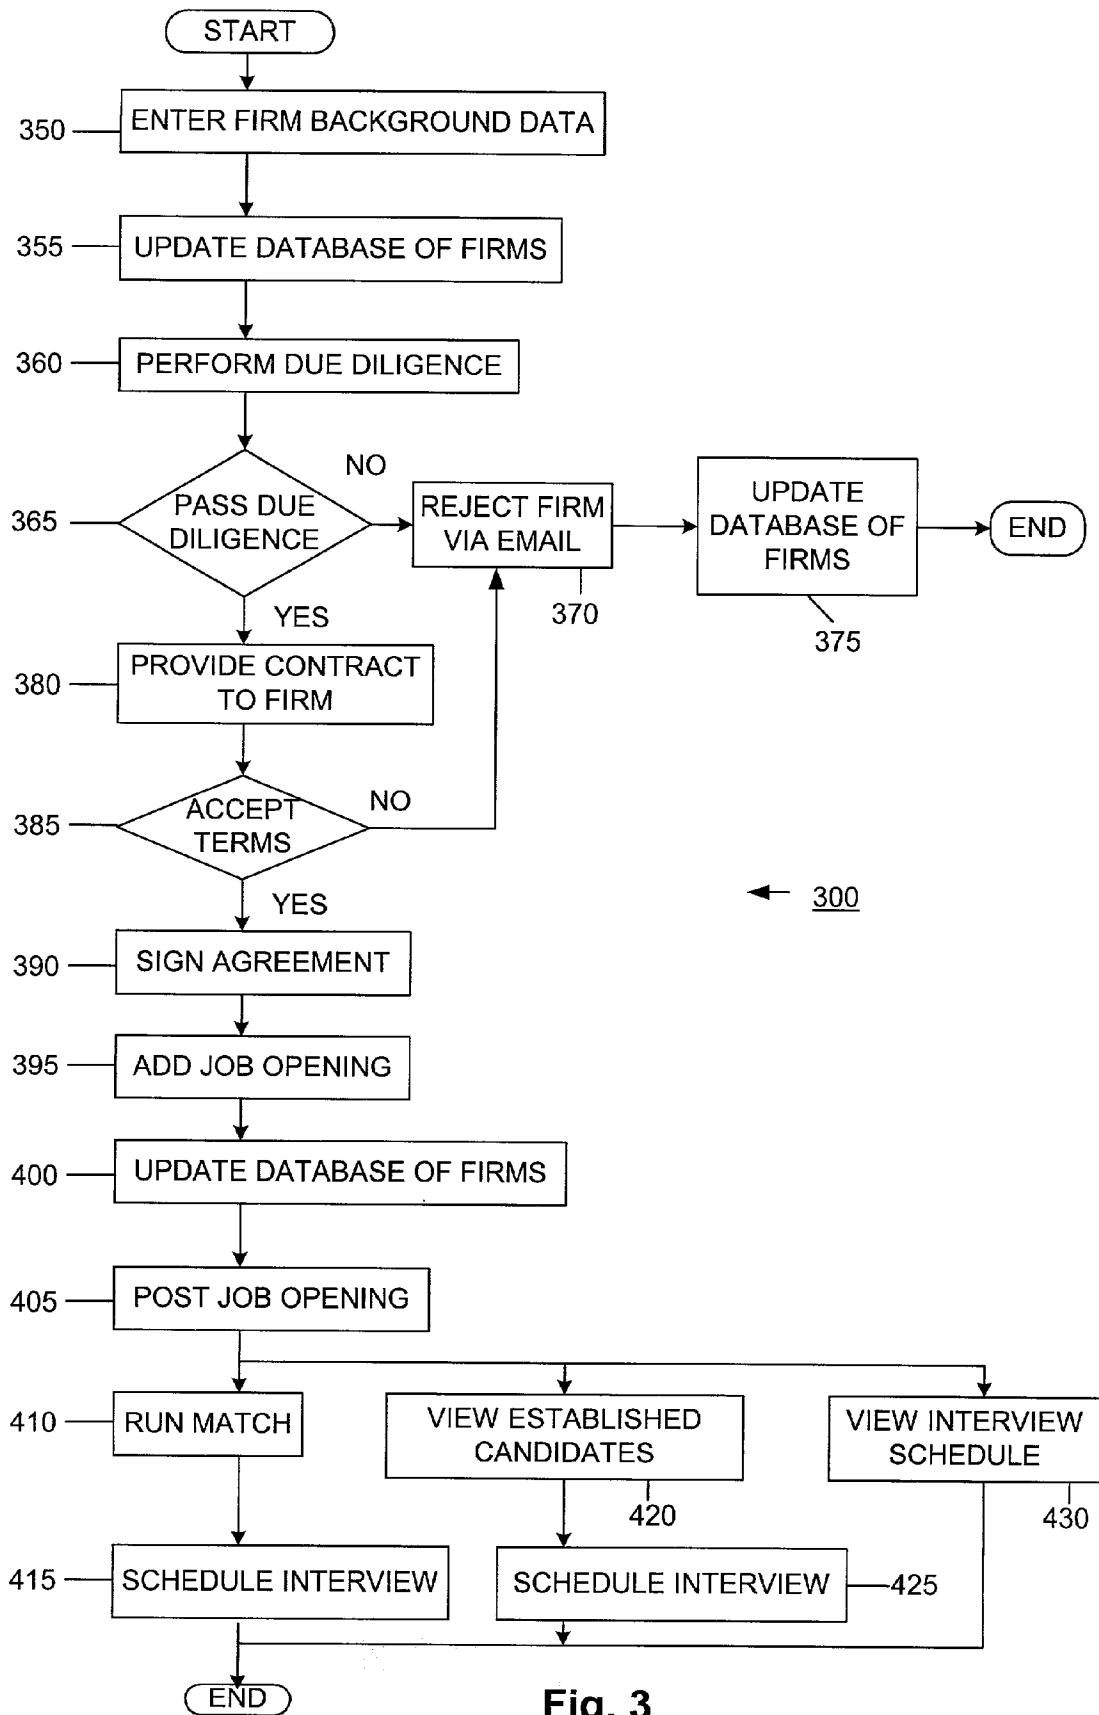 START
350
ENTER FIRM BACKGROUND DATA
355
UPDATE DATABASE OF FIRMS
360
PERFORM DUE DILIGENCE
365
PASS DUE
DILIGENCE
NO
REJECT FIRM
VIA EMAIL
370
UPDATE
DATABASE OF
FIRMS
375
END
YES
380
PROVIDE CONTRACT
TO FIRM
385
ACCEPT
TERMS
NO
YES
300
390
SIGN AGREEMENT
395
ADD JOB OPENING
400
UPDATE DATABASE OF FIRMS
405
POST JOB OPENING
410
RUN MATCH
VIEW ESTABLISHED
CANDIDATES
420
VIEW INTERVIEW
SCHEDULE
430
415
SCHEDULE INTERVIEW
SCHEDULE INTERVIEW
425
END
Fig. 3